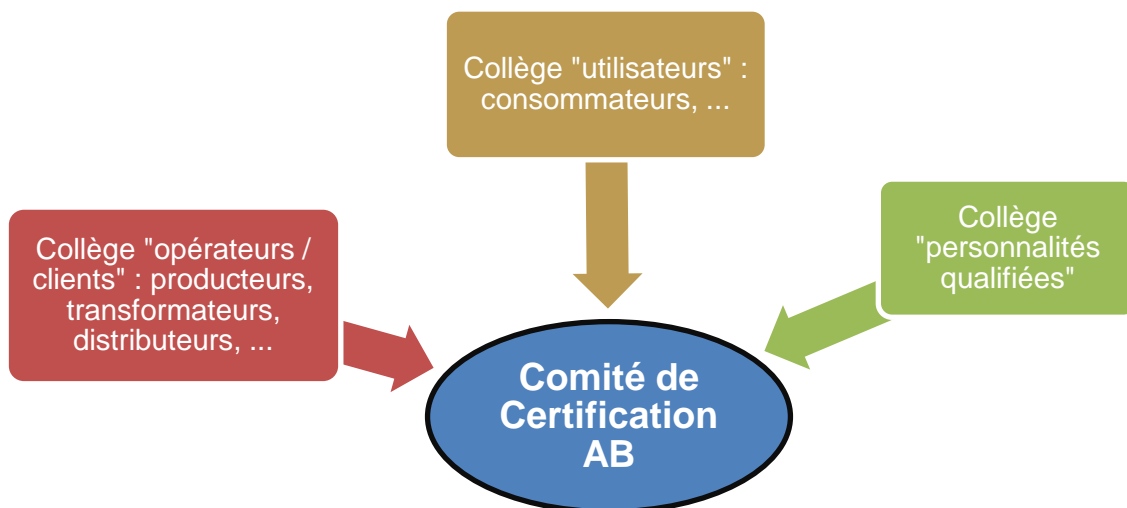 Collège "utilisateurs" :
consommateurs, ...
Collège "opérateurs /
clients" : producteurs,
transformateurs,
distributeurs, ...
Collège
"personnalités
qualifiées"
Comité de
Certification
AB